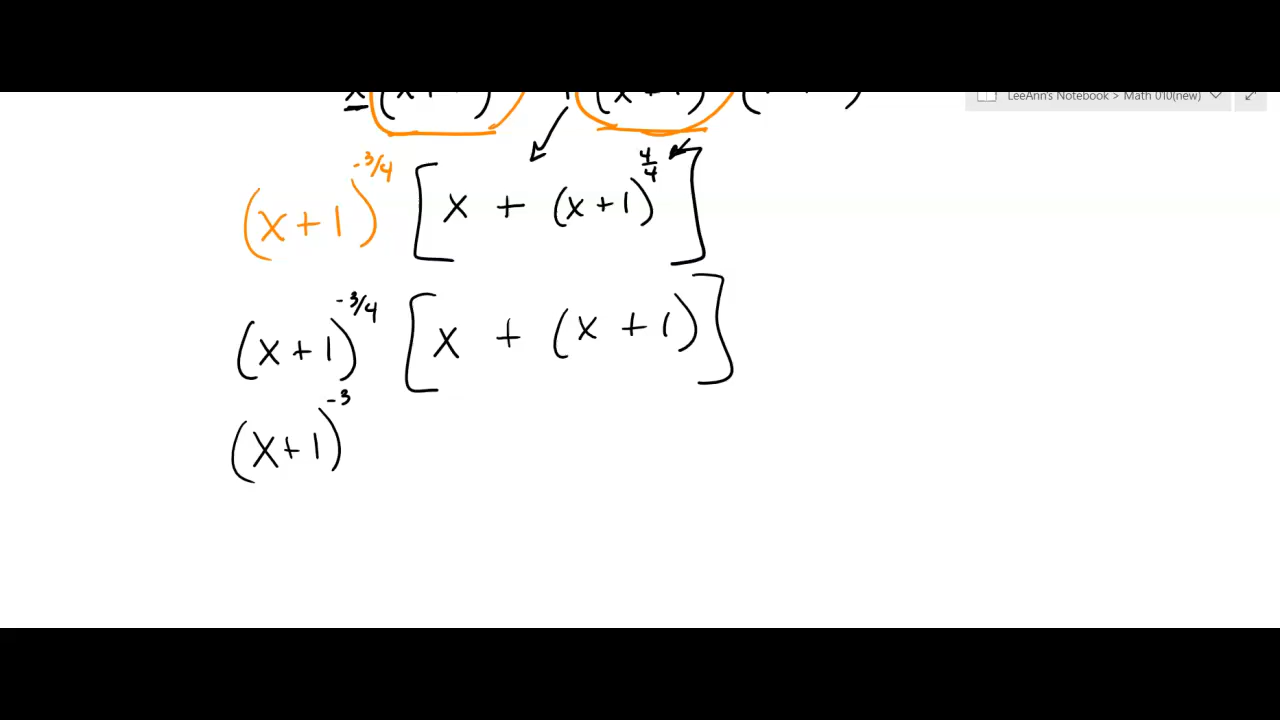 LeeAnn's Notebook > Math 010(new)
(x+1)^-3/4 [x + (x+1)^4/4]
(x+1)^-3/4 [x + (x+1)]
(x+1)^-3